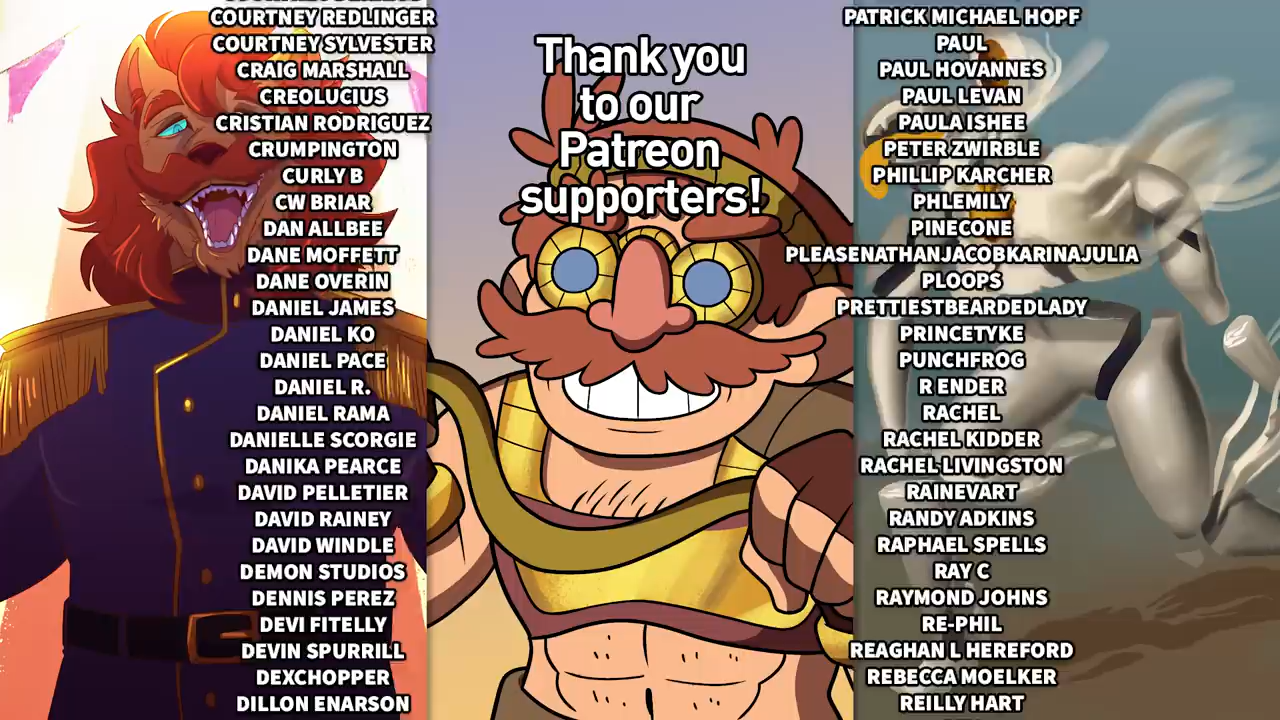 COURTNEY REDLINGER
COURTNEY SYLVESTER
CRAIG MARSHALL
CREOLUCIUS
CRISTIAN RODRIGUEZ
CRUMPINGTON
CURLY B
CW BRIAR
DAN ALLBEE
DANE MOFFETT
DANE OVERIN
DANIEL JAMES
DANIEL KO
DANIEL PACE
DANIEL R.
DANIEL RAMA
DANIELLE SCORGIE
DANIKA PEARCE
DAVID PELLETIER
DAVID RAINEY
DAVID WINDLE
DEMON STUDIOS
DENNIS PEREZ
DEVI FITELLY
DEVIN SPURRILL
DEXCHOPPER
DILLON ENARSON
Thank you
to our
Patreon
supporters!
PATRICK MICHAEL HOPF
PAUL
PAUL HOVANNES
PAUL LEVAN
PAULA ISHEE
PETER ZWIRBLE
PHILLIP KARCHER
PHLEMILY
PINECONE
PLEASENATHANJACOBKARINAJULIA
PLOOPS
PRETTIESTBEARDEDLADY
PRINCETYKE
PUNCHFROG
R ENDER
RACHEL
RACHEL KIDDER
RACHEL LIVINGSTON
RAINEVART
RANDY ADKINS
RAPHAEL SPELLS
RAY C
RAYMOND JOHNS
RE-PHIL
REAGHAN L HEREFORD
REBECCA MOELKER
REILLY HART